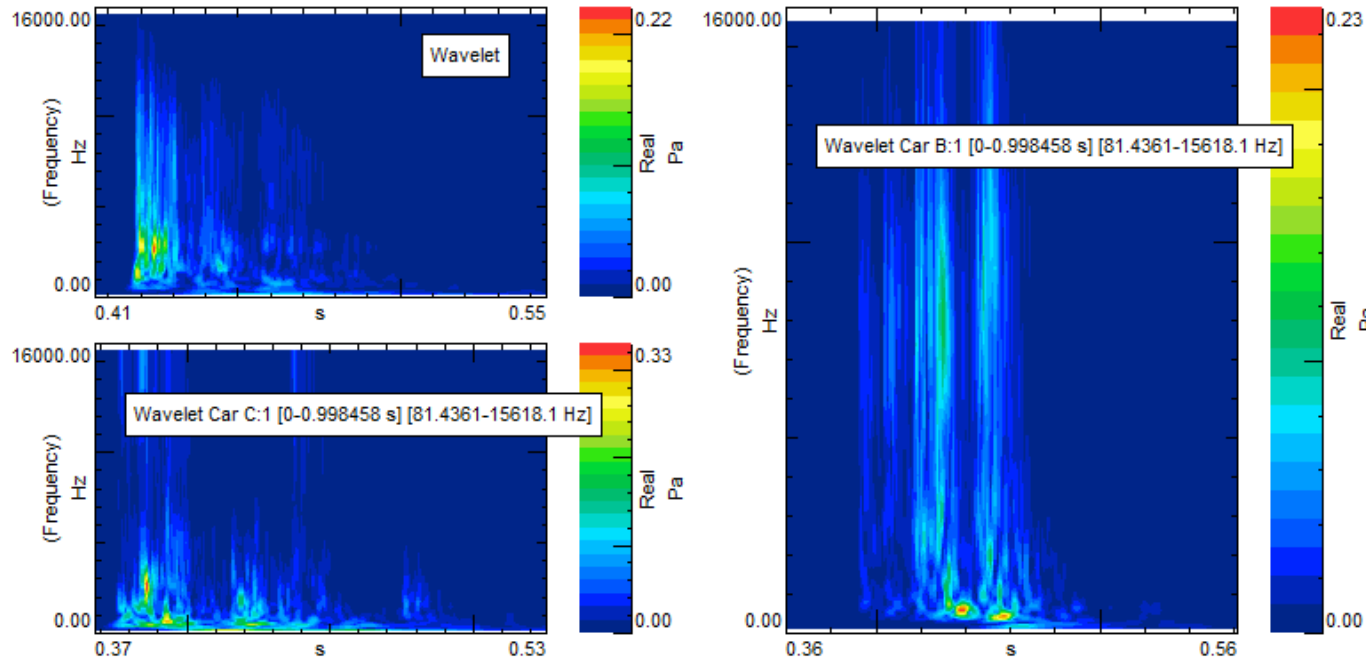 16000.00
(Frequency)
Hz
0.00
0.41
s
0.55
Wavelet
0.22
Real
Pa
0.00
16000.00
(Frequency)
Hz
0.00
0.37
s
0.53
Wavelet Car C:1 [0-0.998458 s] [81.4361-15618.1 Hz]
0.33
Real
Pa
0.00
16000.00
(Frequency)
Hz
0.00
0.36
s
0.56
Wavelet Car B:1 [0-0.998458 s] [81.4361-15618.1 Hz]
0.23
Real
Pa
0.00